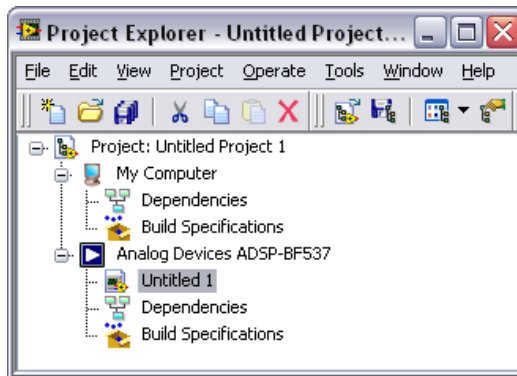 Project Explorer - Untitled Project...
File Edit View Project Operate Tools Window Help
Project: Untitled Project 1
My Computer
Dependencies
Build Specifications
Analog Devices ADSP-BF537
Untitled 1
Dependencies
Build Specifications